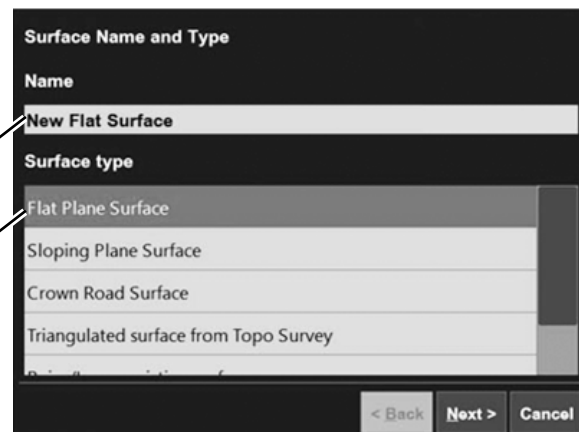 Surface Name and Type
Name
New Flat Surface
Surface type
Flat Plane Surface
Sloping Plane Surface
Crown Road Surface
Triangulated surface from Topo Survey
< Back Next > Cancel